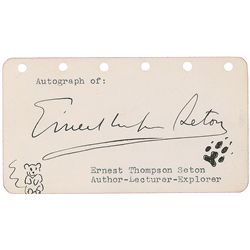 Autograph of:
Ernest Thompson Seton
Ernest Thompson Seton
Author-Lecturer-Explorer